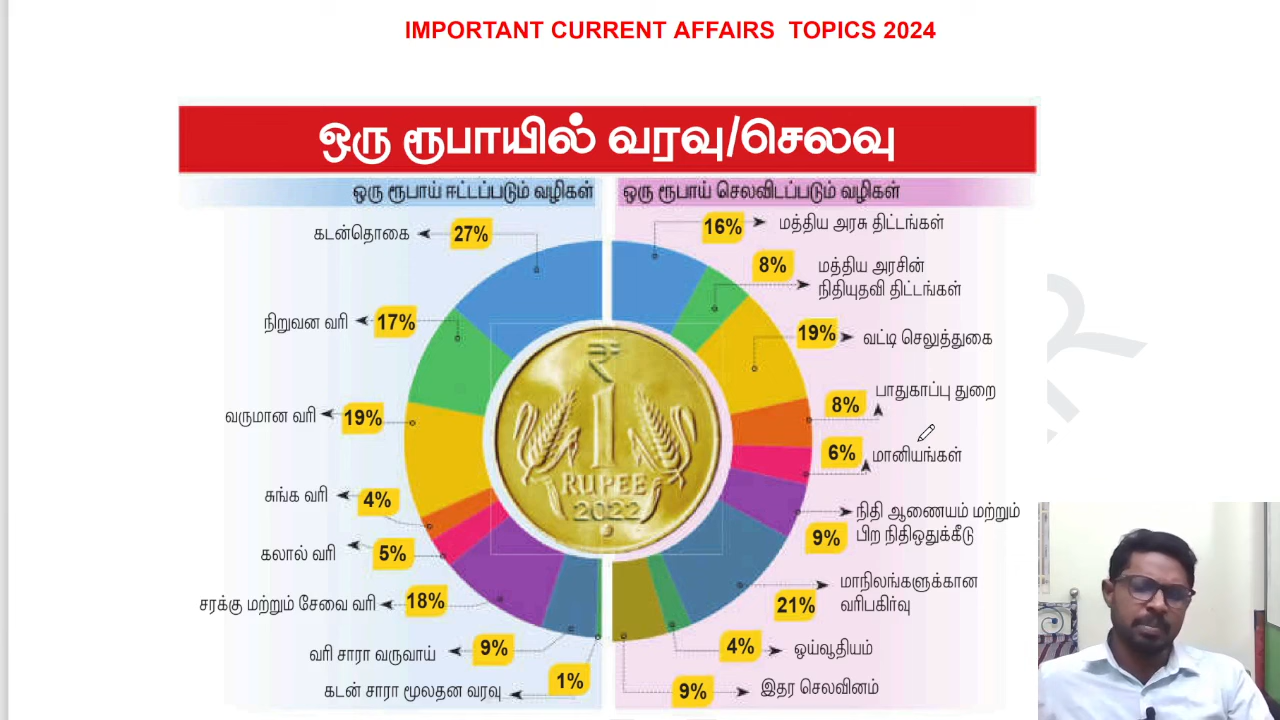 IMPORTANT CURRENT AFFAIRS TOPICS 2024
ஒரு ரூபாயில் வரவு/செலவு
ஒரு ரூபாய் ஈட்டப்படும் வழிகள்
கடன்தொகை 27%
நிறுவன வரி 17%
வருமான வரி 19%
சுங்க வரி 4%
கலால் வரி 5%
சரக்கு மற்றும் சேவை வரி 18%
வரி சாரா வருவாய் 9%
கடன் சாரா மூலதன வரவு 1%
₹
1
RUPEE
2022
ஒரு ரூபாய் செலவிடப்படும் வழிகள்
16% மத்திய அரசு திட்டங்கள்
8% மத்திய அரசின்
நிதியுதவி திட்டங்கள்
19% வட்டி செலுத்துகை
8% பாதுகாப்பு துறை
6% மானியங்கள்
நிதி ஆணையம் மற்றும்
9% பிற நிதிஒதுக்கீடு
மாநிலங்களுக்கான
21% வரிபகிர்வு
4% ஓய்வூதியம்
9% இதர செலவினம்